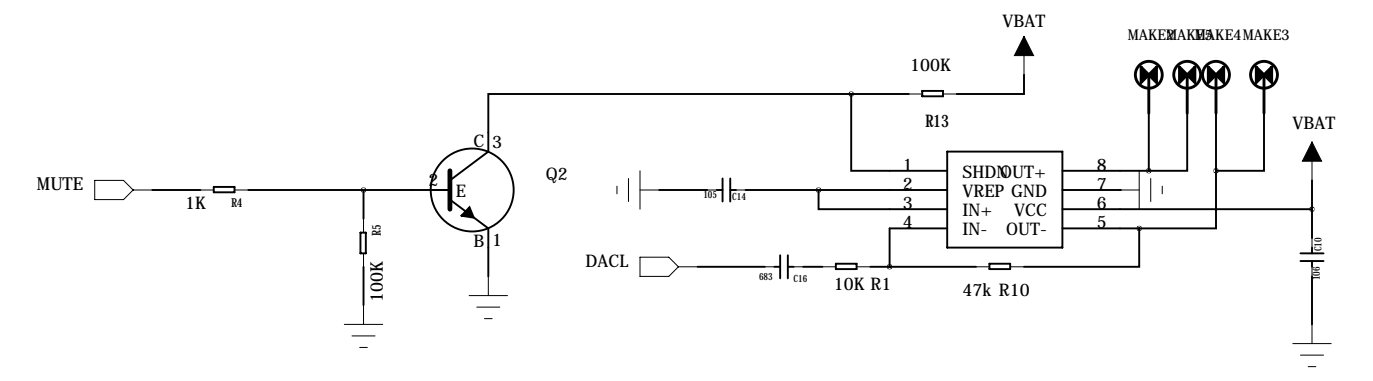 VBAT
MAKE2
MAKE4
MAKE3
100K
R13
VBAT
C 3
MUTE
1K
R4
2
E
Q2
B 1
R5
100K
105
C14
1
2
3
4
SHDN
OUT+
VREP
GND
IN+
VCC
IN-
OUT-
8
7
6
5
DACL
683
C16
10K R1
47k R10
C10
106